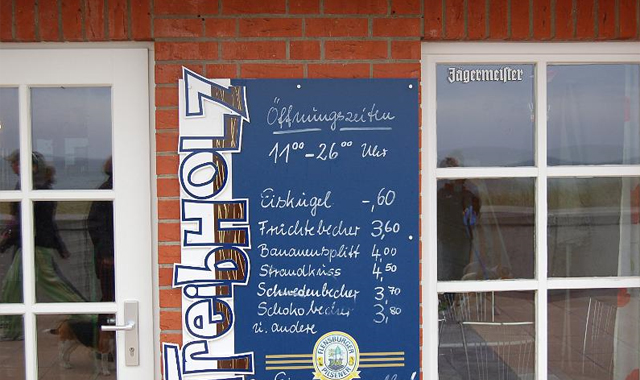 Jägermeister
TreibHOLZ
Öffnungszeiten
11⁰⁰-26⁰⁰ Uhr
Eiskugel -,60
Früchtebecher 3,60
Bananensplitt 4,00
Strandkuss 4,50
Schwedenbecher 3,70
Schokobecher 3,80
u. andere
FLENSBURGER
PILSENER